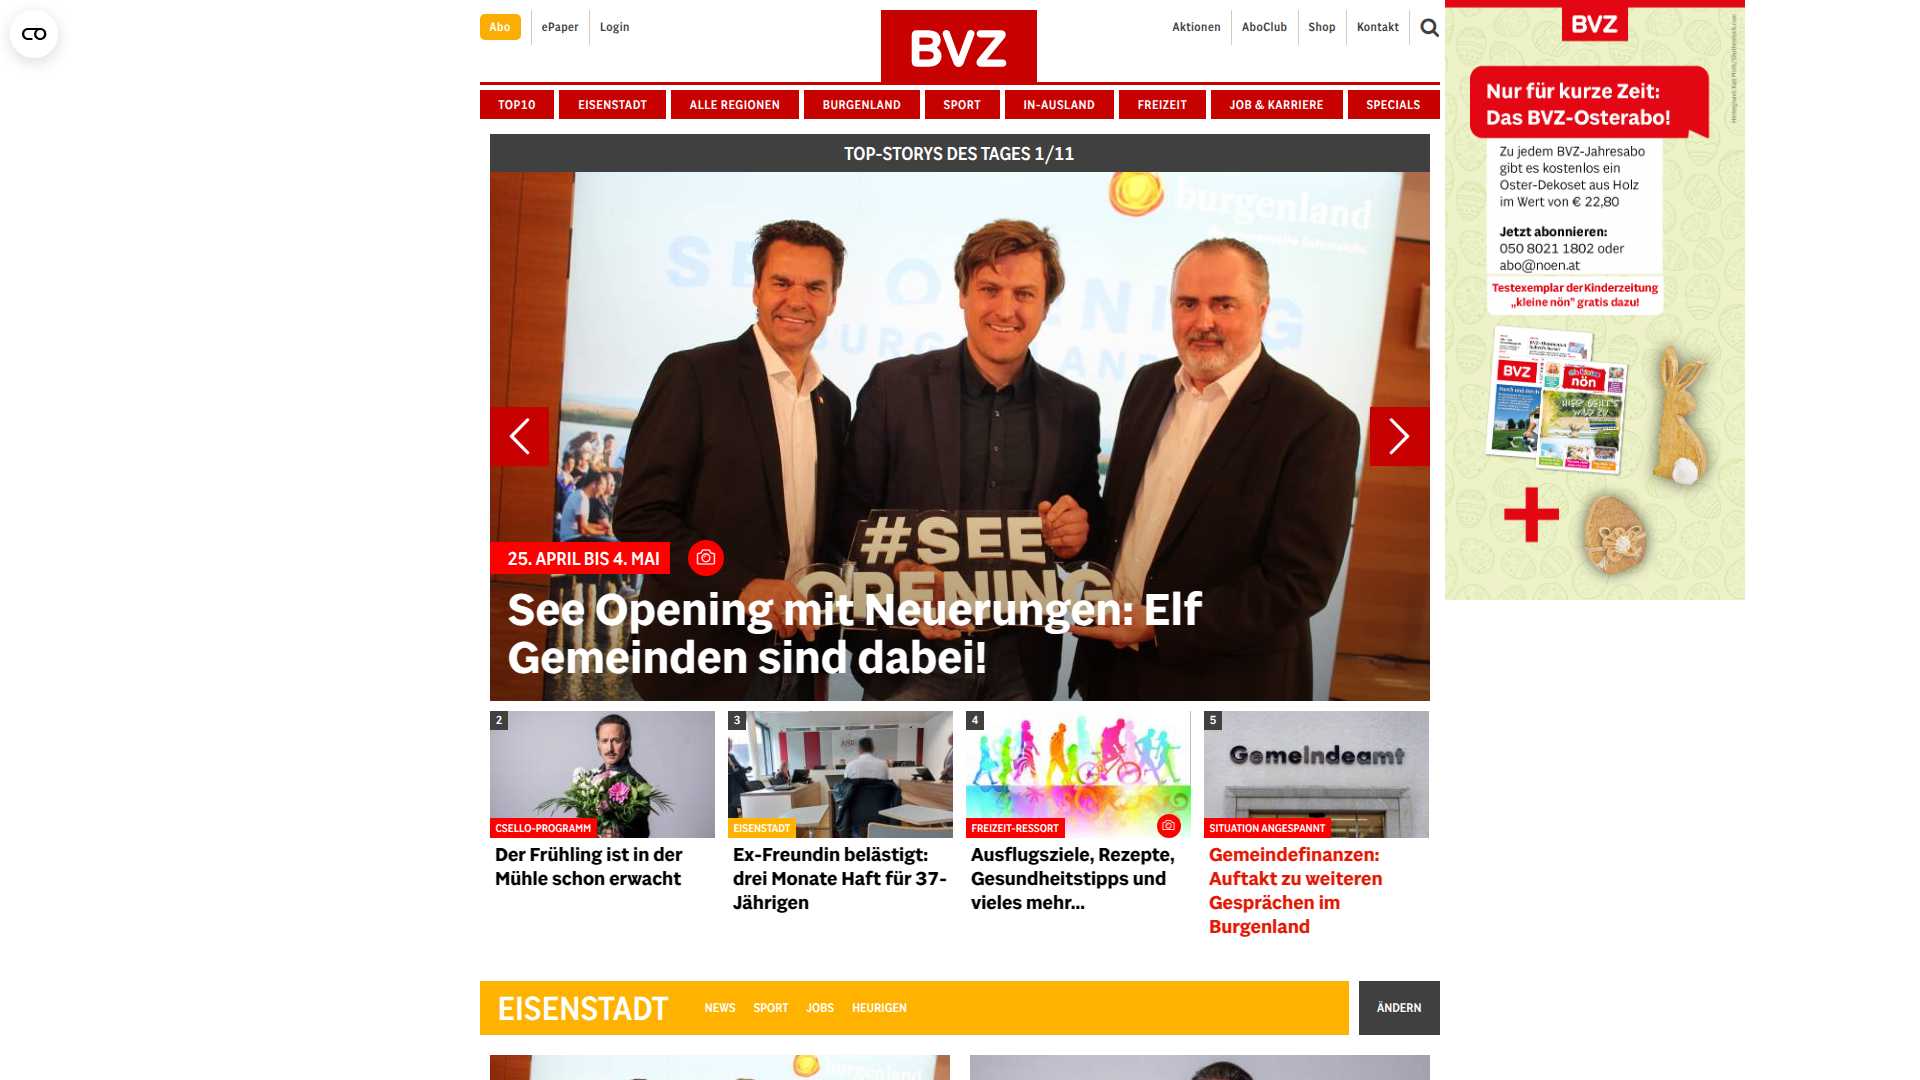 Abo
ePaper
Login
BVZ
Aktionen
AboClub
Shop
Kontakt
TOP10
EISENSTADT
ALLE REGIONEN
BURGENLAND
SPORT
IN-AUSLAND
FREIZEIT
JOB & KARRIERE
SPECIALS
TOP-STORYS DES TAGES 1/11
burgenland
#SEE
OPENING
25. APRIL BIS 4. MAI
See Opening mit Neuerungen: Elf
Gemeinden sind dabei!
2
CSELLO-PROGRAMM
Der Frühling ist in der
Mühle schon erwacht
3
EISENSTADT
Ex-Freundin belästigt:
drei Monate Haft für 37-
Jährigen
4
FREIZEIT-RESSORT
Ausflugsziele, Rezepte,
Gesundheitstipps und
vieles mehr...
5
Gemeindeamt
SITUATION ANGESPANNT
Gemeindefinanzen:
Auftakt zu weiteren
Gesprächen im
Burgenland
EISENSTADT
NEWS
SPORT
JOBS
HEURIGEN
ÄNDERN
burgenland
BVZ
Nur für kurze Zeit:
Das BVZ-Osterabo!
Zu jedem BVZ-Jahresabo
gibt es kostenlos ein
Oster-Dekoset aus Holz
im Wert von € 22,80
Jetzt abonnieren:
050 8021 1802 oder
abo@noen.at
Testexemplar der Kinderzeitung
„kleine nön" gratis dazu!
BVZ
nön